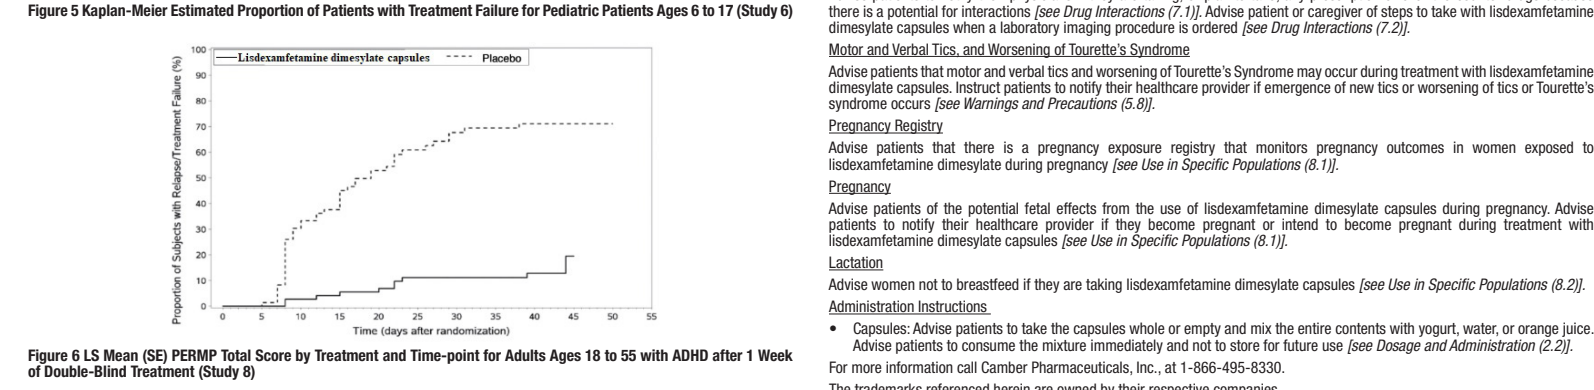 Figure 5 Kaplan-Meier Estimated Proportion of Patients with Treatment Failure for Pediatric Patients Ages 6 to 17 (Study 6)
Lisdexamfetamine dimesylate capsules
Placebo
Proportion of Subjects with Relapse/Treatment Failure (%)
100
90
80
70
60
50
40
30
20
10
0
0 5 10 15 20 25 30 35 40 45 50 55
Time (days after randomization)
Figure 6 LS Mean (SE) PERMP Total Score by Treatment and Time-point for Adults Ages 18 to 55 with ADHD after 1 Week
of Double-Blind Treatment (Study 8)
there is a potential for interactions [see Drug Interactions (7.1)]. Advise patient or caregiver of steps to take with lisdexamfetamine
dimesylate capsules when a laboratory imaging procedure is ordered [see Drug Interactions (7.2)].
Motor and Verbal Tics, and Worsening of Tourette's Syndrome
Advise patients that motor and verbal tics and worsening of Tourette's Syndrome may occur during treatment with lisdexamfetamine
dimesylate capsules. Instruct patients to notify their healthcare provider if emergence of new tics or worsening of tics or Tourette's
syndrome occurs [see Warnings and Precautions (5.8)].
Pregnancy Registry
Advise patients that there is a pregnancy exposure registry that monitors pregnancy outcomes in women exposed to
lisdexamfetamine dimesylate during pregnancy [see Use in Specific Populations (8.1)].
Pregnancy
Advise patients of the potential fetal effects from the use of lisdexamfetamine dimesylate capsules during pregnancy. Advise
patients to notify their healthcare provider if they become pregnant or intend to become pregnant during treatment with
lisdexamfetamine dimesylate capsules [see Use in Specific Populations (8.1)].
Lactation
Advise women not to breastfeed if they are taking lisdexamfetamine dimesylate capsules [see Use in Specific Populations (8.2)].
Administration Instructions
• Capsules: Advise patients to take the capsules whole or empty and mix the entire contents with yogurt, water, or orange juice.
Advise patients to consume the mixture immediately and not to store for future use [see Dosage and Administration (2.2)].
For more information call Camber Pharmaceuticals, Inc., at 1-866-495-8330.
The trademarks referenced herein are owned by their respective companies.